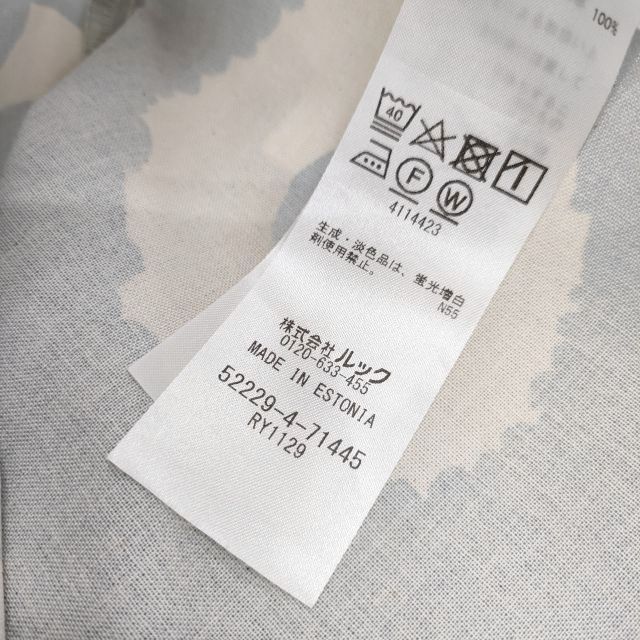 100%
40
F W
4114423
生成・淡色品は、蛍光増白
剤使用禁止。
N55
株式会社ルック
0120-633-455
MADE IN ESTONIA
52229-4-71445
RY1129